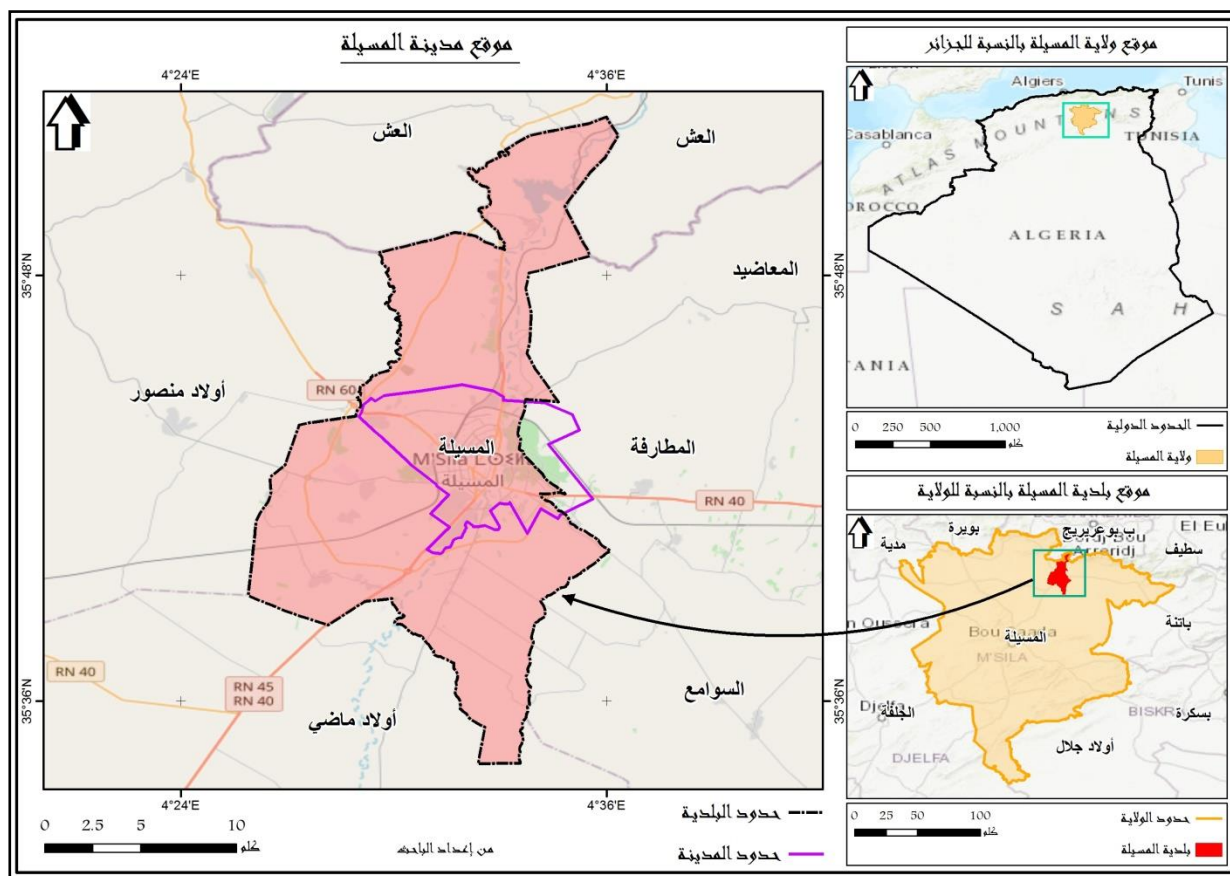 موقع مدينة المسيلة
4°24'E
4°36'E
العش
العش
35°48'N
35°48'N
المعاضيد
أولاد منصور
RN 60
المسيلة
المطارفة
M'Sila
المسيلة
RN 40
RN 40
RN 45
RN 40
35°36'N
35°36'N
السوامع
أولاد ماضي
4°24'E
4°36'E
0 2.5 5 10
كلم
من إعداد الباحث
حدود البلدية
حدود المدينة
موقع ولاية المسيلة بالنسبة للجزائر
Algiers
Tunis
Casablanca
ATLAS MOUNTAINS
TUNISIA
OROCCO
ALGERIA
S A H
TANIA
0 250 500 1,000
كلم
الحدود الدولية
ولاية المسيلة
موقع بلدية المسيلة بالنسبة للولاية
بويرة
ب بوعريريج
El Eu
مدية
Arreridj
سطيف
باتنة
n Oussera
Bou Saada
المسيلة
M'SILA
Djelfa
الجلفة
BISKR
بسكرة
أولاد جلال
DJELFA
0 25 50 100
كلم
حدود الولاية
بلدية المسيلة